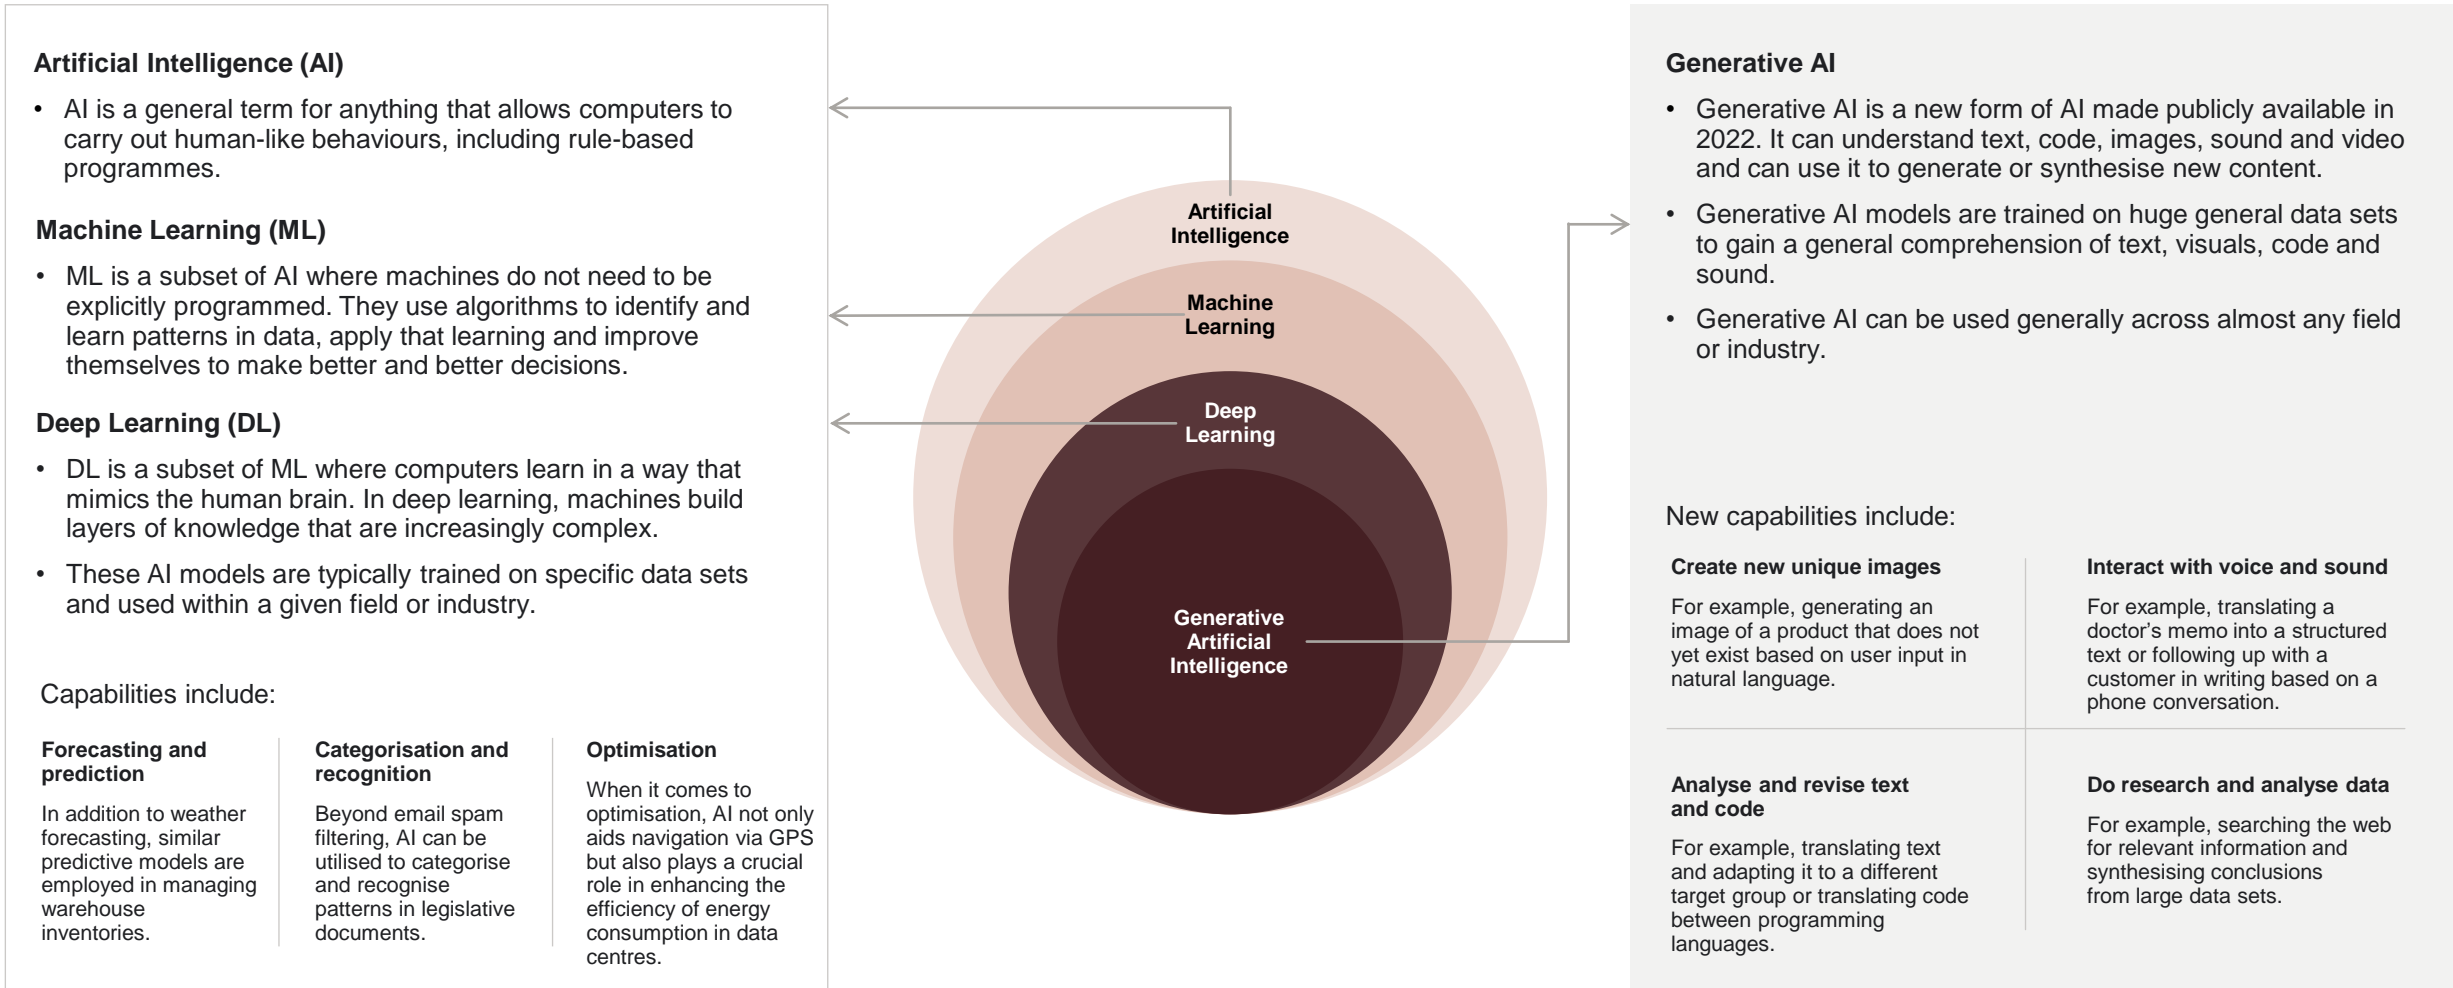 Artificial Intelligence (AI)
• AI is a general term for anything that allows computers to
carry out human-like behaviours, including rule-based
programmes.
Machine Learning (ML)
• ML is a subset of AI where machines do not need to be
explicitly programmed. They use algorithms to identify and
learn patterns in data, apply that learning and improve
themselves to make better and better decisions.
Deep Learning (DL)
• DL is a subset of ML where computers learn in a way that
mimics the human brain. In deep learning, machines build
layers of knowledge that are increasingly complex.
• These AI models are typically trained on specific data sets
and used within a given field or industry.
Capabilities include:
Forecasting and
prediction
In addition to weather
forecasting, similar
predictive models are
employed in managing
warehouse
inventories.
Categorisation and
recognition
Beyond email spam
filtering, AI can be
utilised to categorise
and recognise
patterns in legislative
documents.
Optimisation
When it comes to
optimisation, AI not only
aids navigation via GPS
but also plays a crucial
role in enhancing the
efficiency of energy
consumption in data
centres.
Artificial
Intelligence
Machine
Learning
Deep
Learning
Generative
Artificial
Intelligence
Generative AI
• Generative AI is a new form of AI made publicly available in
2022. It can understand text, code, images, sound and video
and can use it to generate or synthesise new content.
• Generative AI models are trained on huge general data sets
to gain a general comprehension of text, visuals, code and
sound.
• Generative AI can be used generally across almost any field
or industry.
New capabilities include:
Create new unique images
For example, generating an
image of a product that does not
yet exist based on user input in
natural language.
Interact with voice and sound
For example, translating a
doctor’s memo into a structured
text or following up with a
customer in writing based on a
phone conversation.
Analyse and revise text
and code
For example, translating text
and adapting it to a different
target group or translating code
between programming
languages.
Do research and analyse data
For example, searching the web
for relevant information and
synthesising conclusions
from large data sets.